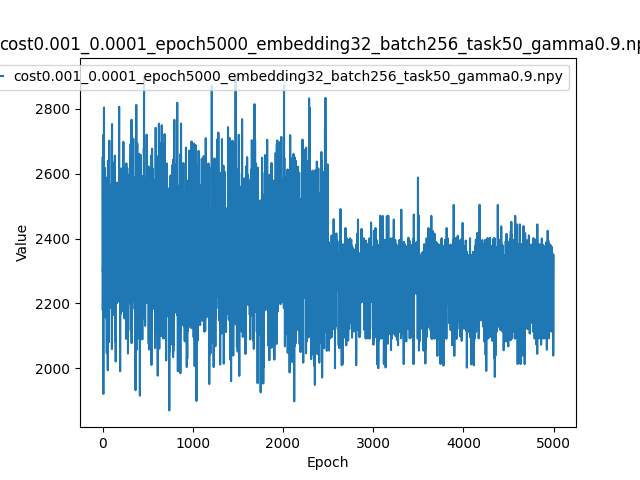 cost0.001_0.0001_epoch5000_embedding32_batch256_task50_gamma0.9.np
cost0.001_0.0001_epoch5000_embedding32_batch256_task50_gamma0.9.npy
2800
2600
2400
2200
2000
Value
0 1000 2000 3000 4000 5000
Epoch